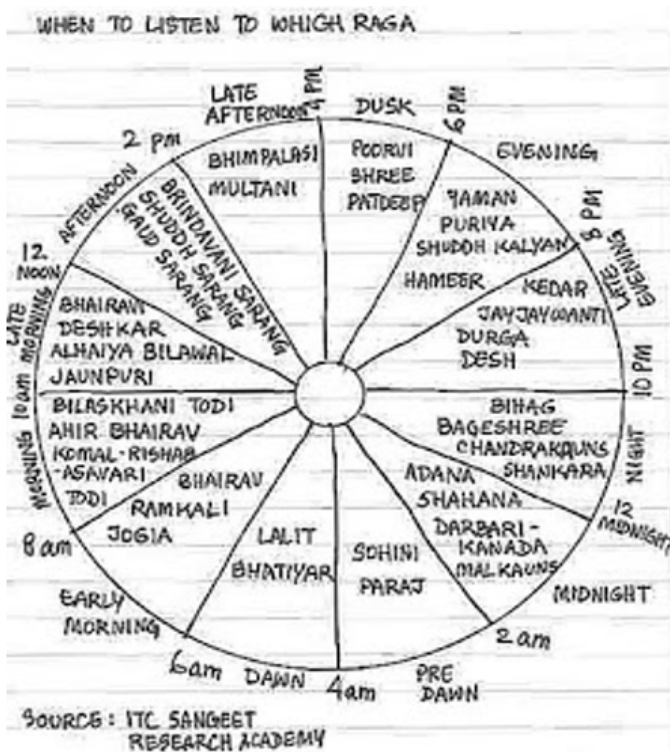 WHEN TO LISTEN TO WHICH RAGA
LATE
AFTERNOON
4 PM
DUSK
6 PM
EVENING
8 PM
LATE
EVENING
10 PM
NIGHT
12
MIDNIGHT
MIDNIGHT
2 am
PRE
DAWN
4am
DAWN
6am
EARLY
MORNING
8 am
MORNING
10 am
LATE
MORNING
12
NOON
AFTERNOON
2 PM
BHIMPALASI
MULTANI
POORVI
SHREE
PATDEEP
YAMAN
PURIYA
SHUDDH KALYAN
HAMEER
KEDAR
JAYJAYWANTI
DURGA
DESH
BIHAG
BAGESHREE
CHANDRAKAUNS
SHANKARA
ADANA
SHAHANA
DARBARI-
KANADA
MALKAUNS
SOHINI
PARAJ
LALIT
BHATIYAR
BHAIRAV
RAMKALI
JOGIA
BILASKHANI TODI
AHIR BHAIRAV
KOMAL-RISHAB
-ASAVARI
TODI
BHAIRAVI
DESHKAR
ALHAIYA BILAWAL
JAUNPURI
BRINDAVANI SARANG
SHUDDH SARANG
GAUD SARANG
SOURCE: ITC SANGEET
RESEARCH ACADEMY